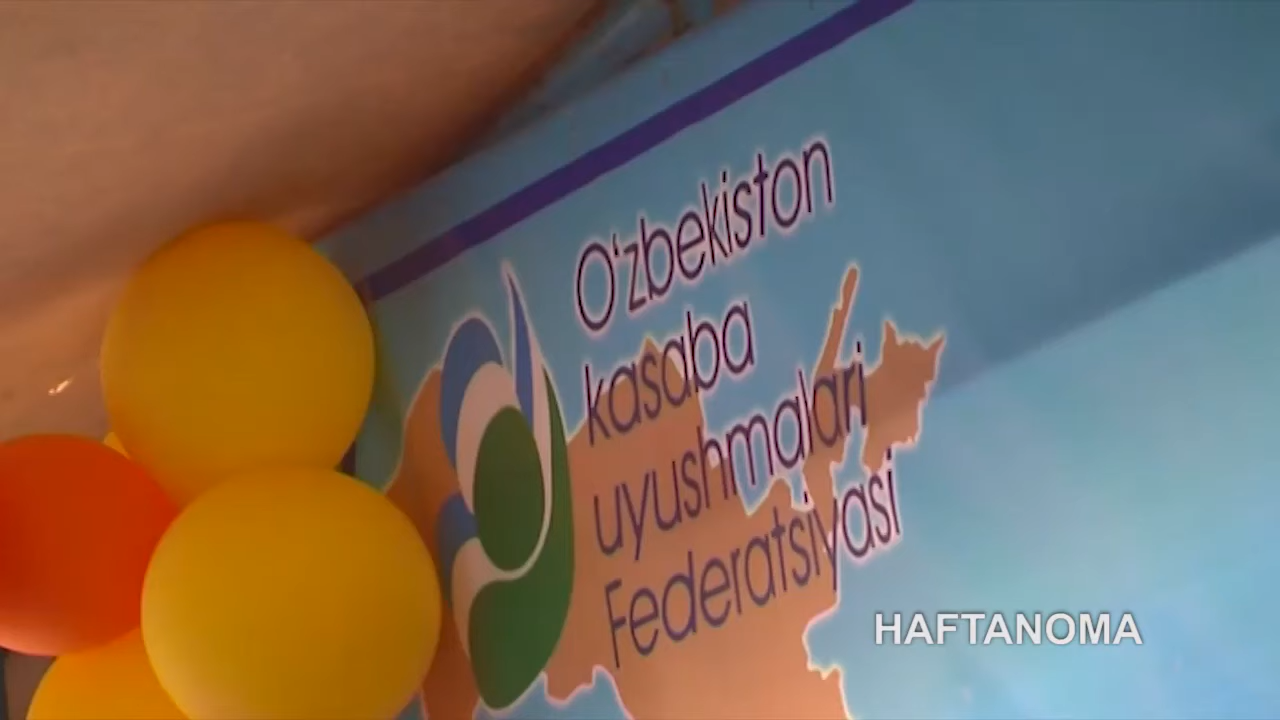 O‘zbekiston
kasaba
uyushmalari
Federatsiyasi
HAFTANOMA